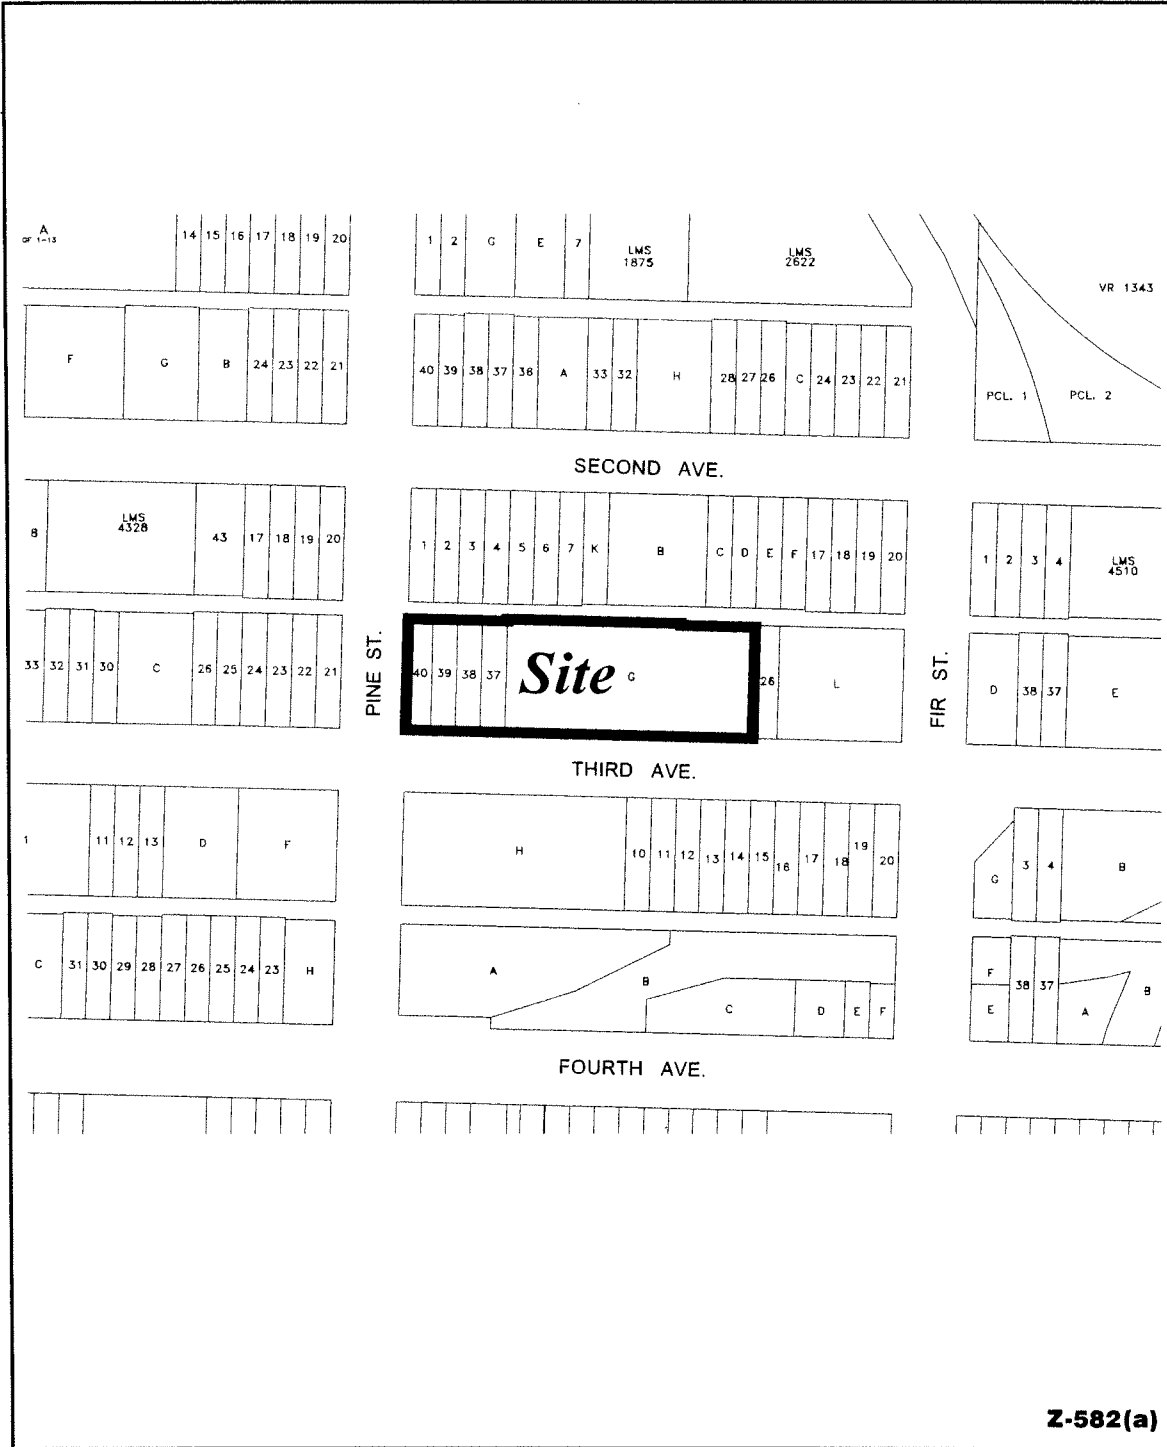 A
OF 1-13
14 15 16 17 18 19 20
1 2 G E 7 LMS
1875
LMS
2622
VR 1343
F G B 24 23 22 21
40 39 38 37 36 A 33 32 H 28 27 26 C 24 23 22 21
PCL. 1 PCL. 2
SECOND AVE.
8 LMS
4328
43 17 18 19 20
1 2 3 4 5 6 7 K B C D E F 17 18 19 20
1 2 3 4 LMS
4510
33 32 31 30 C 26 25 24 23 22 21
PINE ST.
40 39 38 37 Site G 26 L
FIR ST.
D 38 37 E
THIRD AVE.
1 11 12 13 D F
H 10 11 12 13 14 15 16 17 18 19 20
G 3 4 B
C 31 30 29 28 27 26 25 24 23 H
A B C D E F
F E 38 37 A B
FOURTH AVE.
Z-582(a)